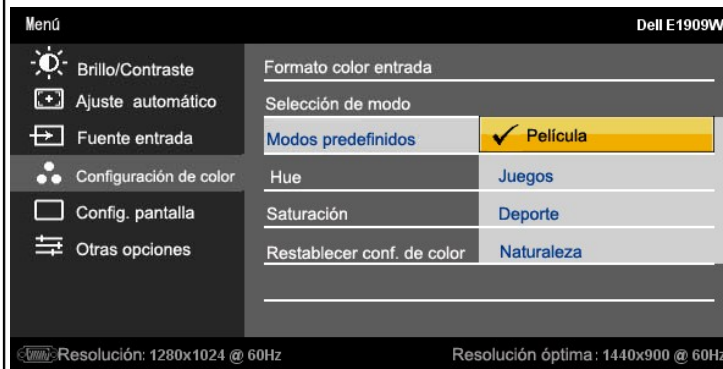 Menú Dell E1909W
Brillo/Contraste Formato color entrada
Ajuste automático Selección de modo
Fuente entrada Modos predefinidos Película
Configuración de color Hue Juegos
Config. pantalla Saturación Deporte
Otras opciones Restablecer conf. de color Naturaleza
Resolución: 1280x1024 @ 60Hz Resolución óptima: 1440x900 @ 60Hz